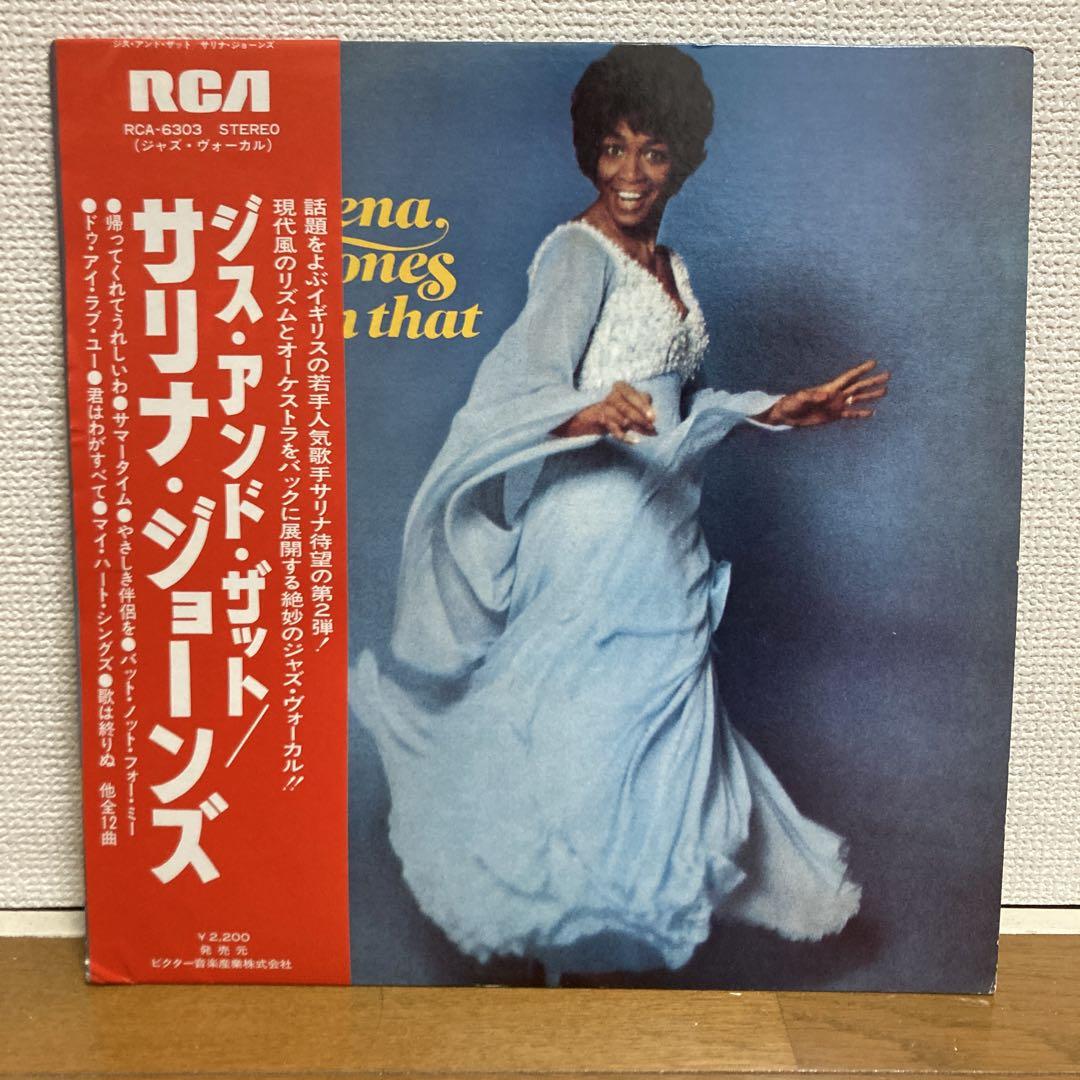 ジス・アンド・ザット サリナ・ジョーンズ
RCA
RCA-6303 STEREO
(ジャズ・ヴォーカル)
話題をよぶイギリスの若手人気歌手サリナ待望の第2弾!
現代風のリズムとオーケストラをバックに展開する絶妙のジャズ・ヴォーカル!!
ジス・アンド・ザット/
サリナ・ジョーンズ
●帰ってくれてうれしいわ●サマータイム●やさしき伴侶を●バット・ノット・フォー・ミー
●ドゥ・アイ・ラブ・ユー●君はわがすべて●マイ・ハート・シングズ●歌は終りぬ 他全12曲
¥2,200
発売元
ビクター音楽産業株式会社
ena,
ones
n that